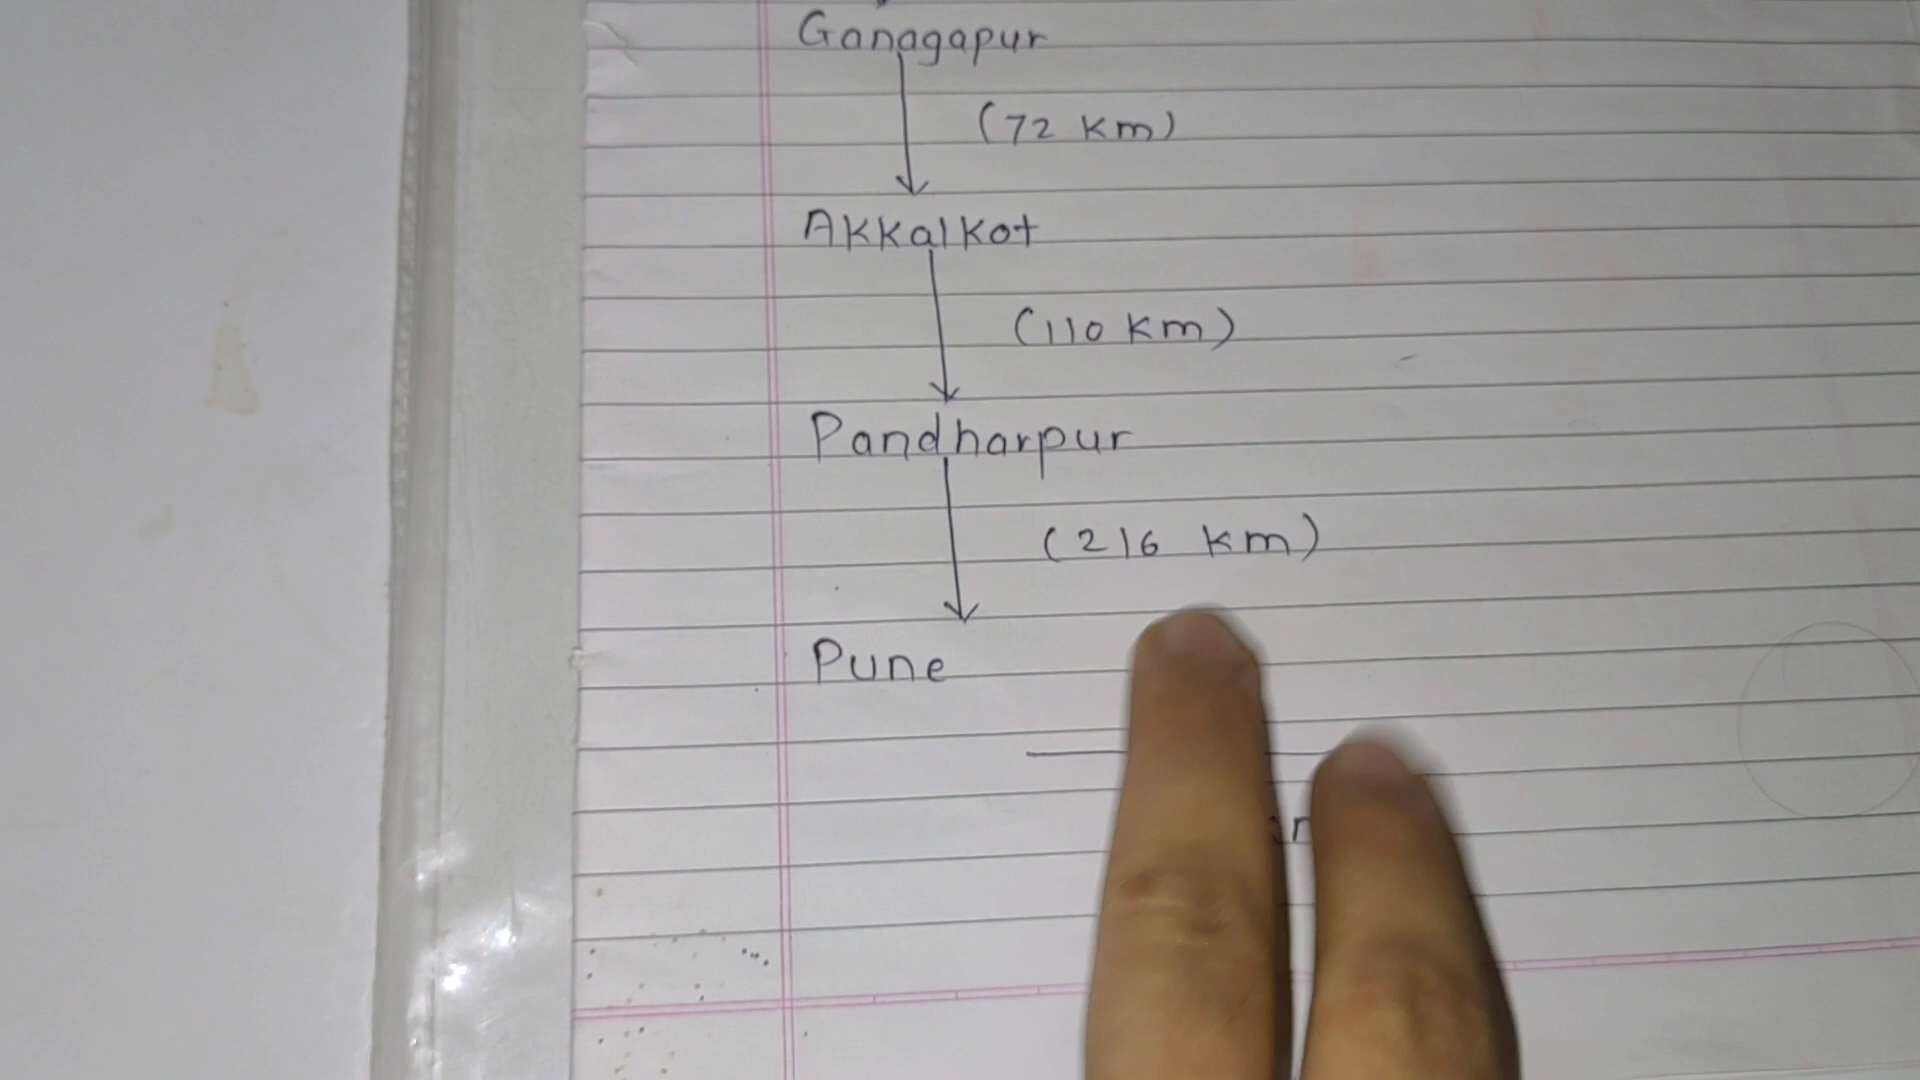 Ganagapur
(72 km)
Akkalkot
(110 km)
Pandharpur
(216 km)
Pune